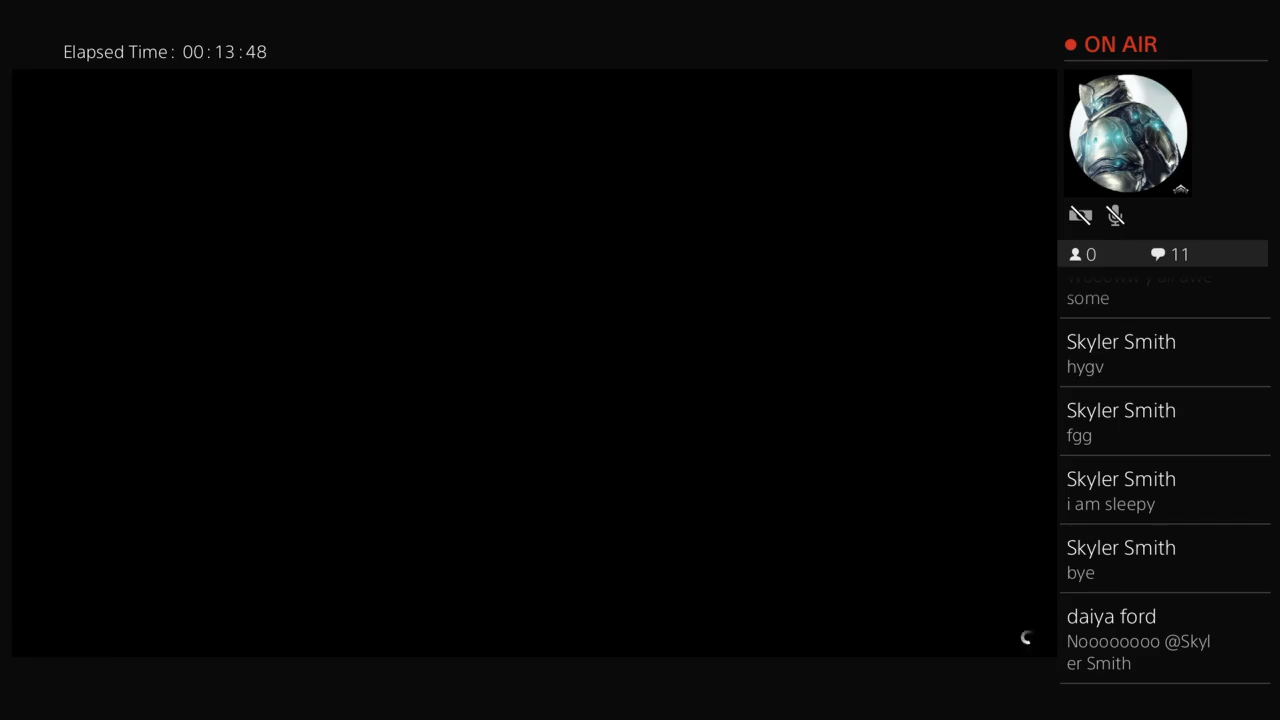 Elapsed Time: 00:13:48
ON AIR
0 11
some
Skyler Smith
hygv
Skyler Smith
fgg
Skyler Smith
i am sleepy
Skyler Smith
bye
daiya ford
Noooooooo @Skyl
er Smith